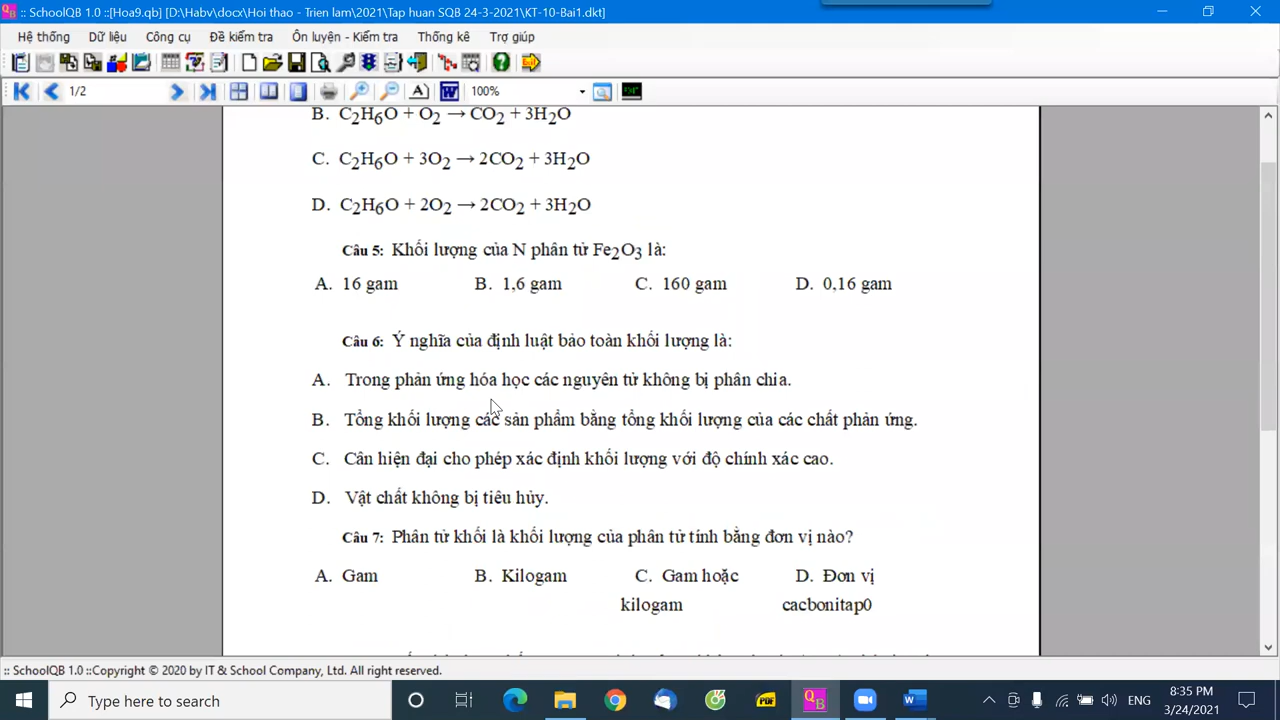 :: SchoolQB 1.0 ::[Hoa9.qb] [D:\Habv\docx\Hoi thao - Trien lam\2021\Tap huan SQB 24-3-2021\KT-10-Bai1.dkt]
Hệ thống Dữ liệu Công cụ Đề kiểm tra Ôn luyện - Kiểm tra Thống kê Trợ giúp
1/2 100%
B. C2H6O + O2 → CO2 + 3H2O
C. C2H6O + 3O2 → 2CO2 + 3H2O
D. C2H6O + 2O2 → 2CO2 + 3H2O
Câu 5: Khối lượng của N phân tử Fe2O3 là:
A. 16 gam B. 1,6 gam C. 160 gam D. 0,16 gam
Câu 6: Ý nghĩa của định luật bảo toàn khối lượng là:
A. Trong phản ứng hóa học các nguyên tử không bị phân chia.
B. Tổng khối lượng các sản phẩm bằng tổng khối lượng của các chất phản ứng.
C. Cân hiện đại cho phép xác định khối lượng với độ chính xác cao.
D. Vật chất không bị tiêu hủy.
Câu 7: Phân tử khối là khối lượng của phân tử tính bằng đơn vị nào?
A. Gam B. Kilogam C. Gam hoặc D. Đơn vị
kilogam cacbonitap0
:: SchoolQB 1.0 ::Copyright © 2020 by IT & School Company, Ltd. All right reserved.
Type here to search
PDF
QB
ENG
8:35 PM
3/24/2021